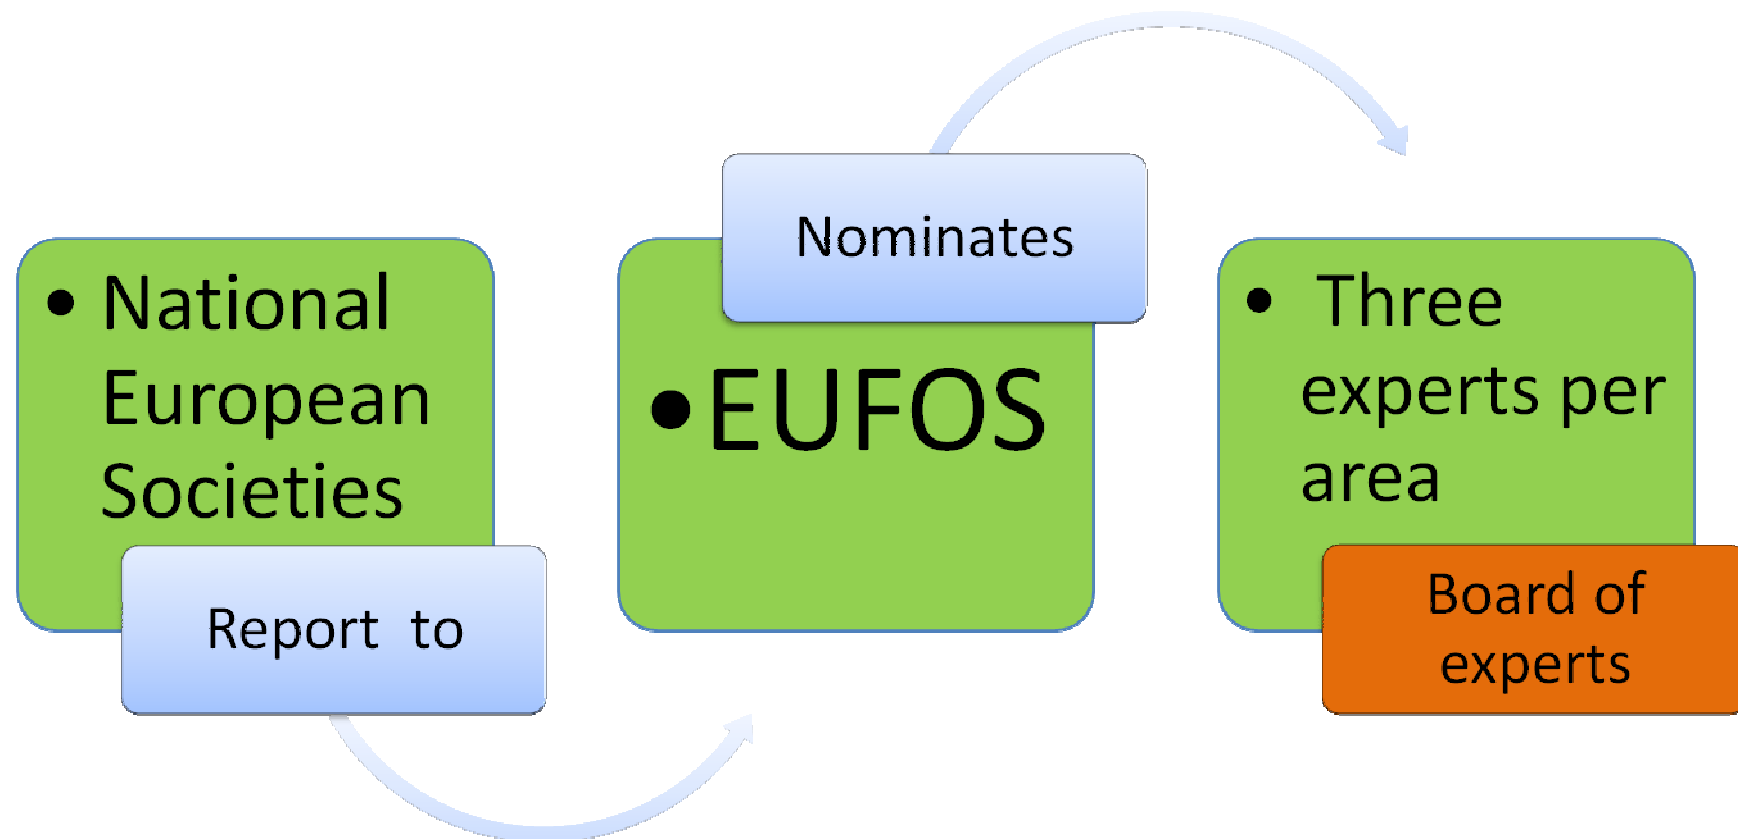 • National
European
Societies
Report to
Nominates
• EUFOS
• Three
experts per
area
Board of
experts